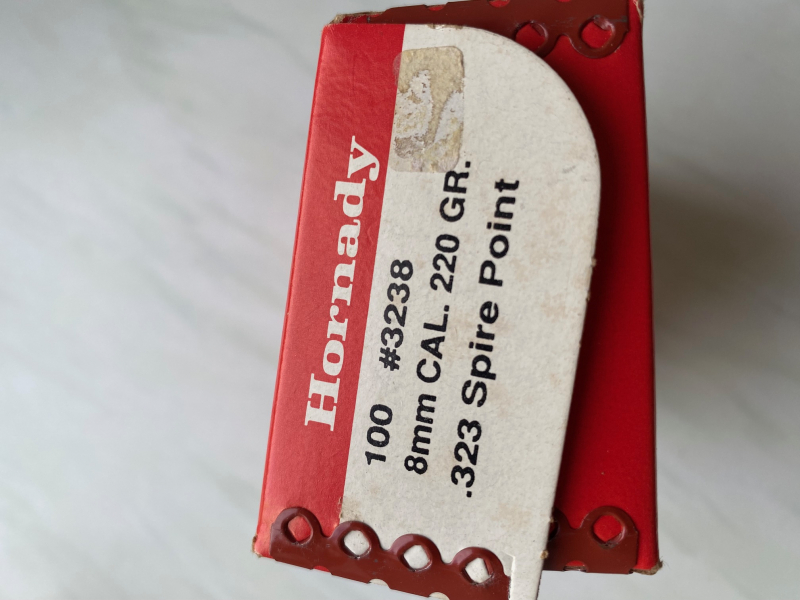 Hornady
100 #3238
8mm CAL. 220 GR.
.323 Spire Point